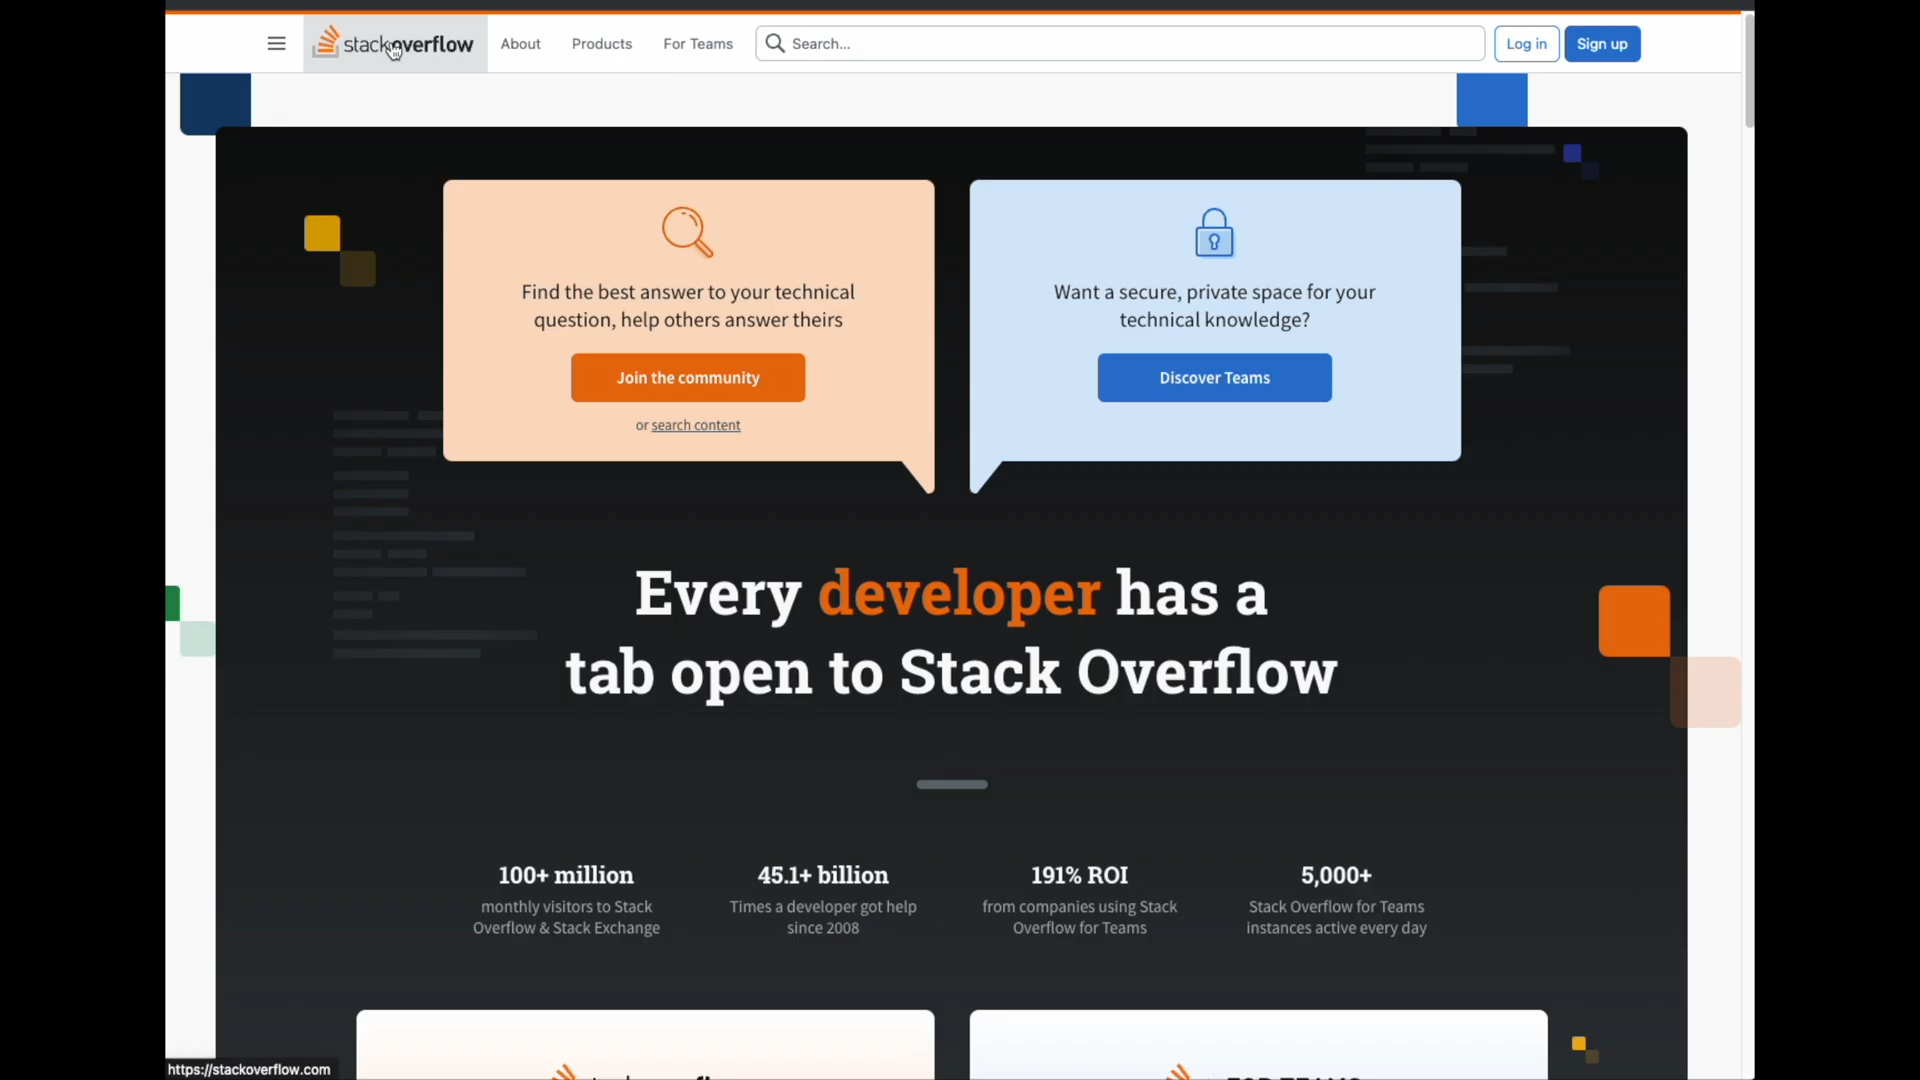 stackoverflow About Products For Teams Search... Log in Sign up
Find the best answer to your technical
question, help others answer theirs
Join the community
or search content
Want a secure, private space for your
technical knowledge?
Discover Teams
Every developer has a
tab open to Stack Overflow
100+ million
monthly visitors to Stack
Overflow & Stack Exchange
45.1+ billion
Times a developer got help
since 2008
191% ROI
from companies using Stack
Overflow for Teams
5,000+
Stack Overflow for Teams
instances active every day
https://stackoverflow.com